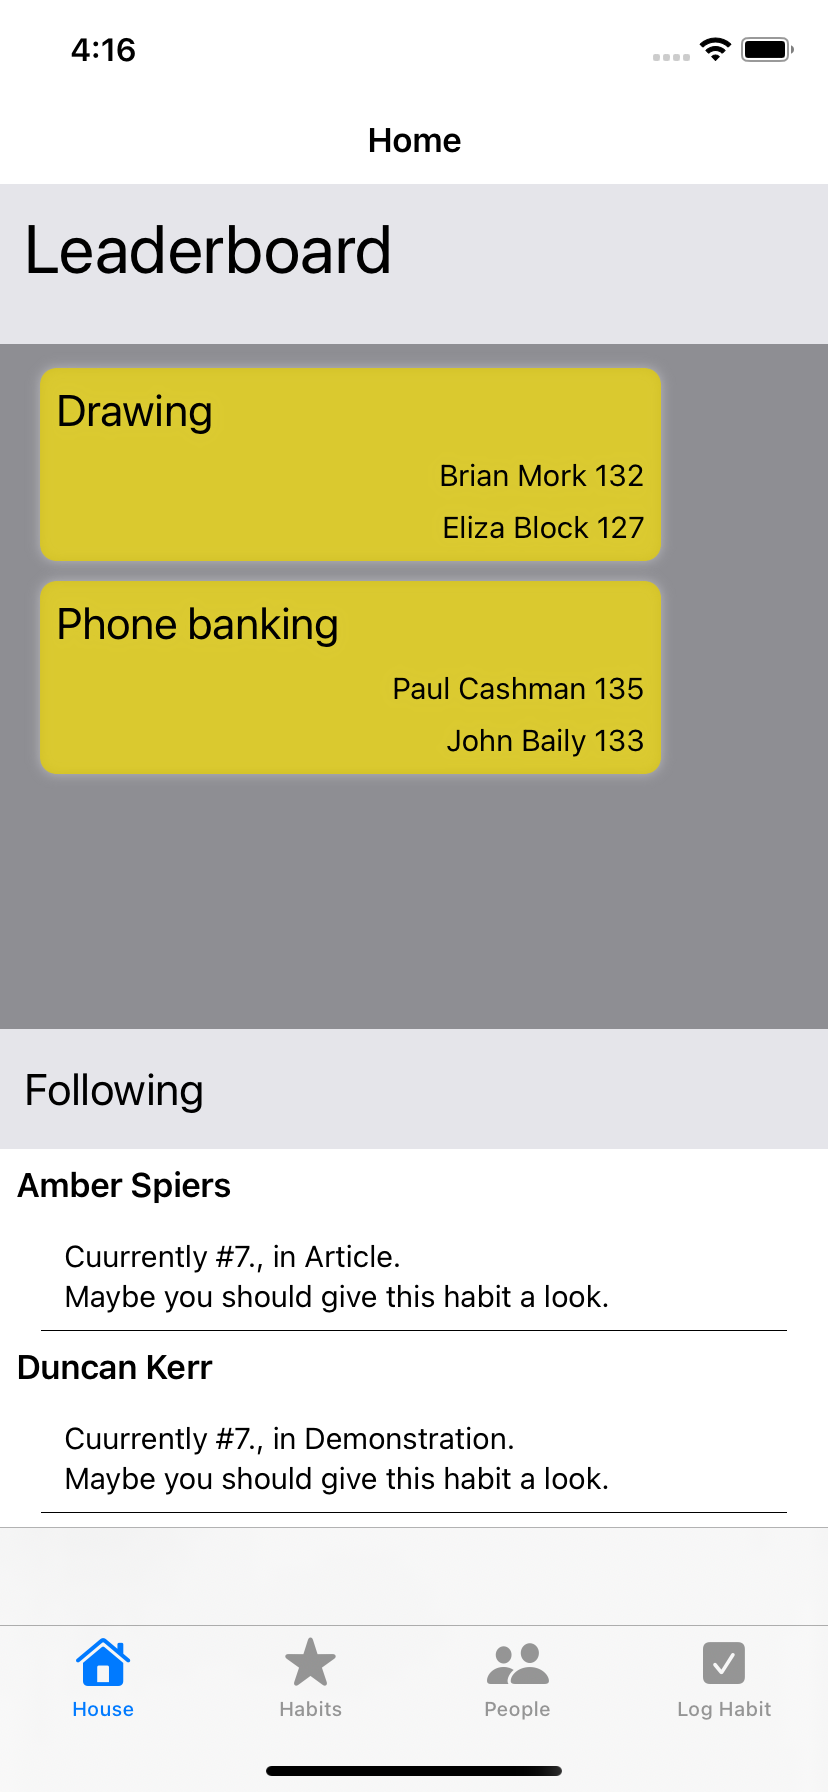 4:16
Home
Leaderboard
Drawing
Brian Mork 132
Eliza Block 127
Phone banking
Paul Cashman 135
John Baily 133
Following
Amber Spiers
Cuurrently #7., in Article.
Maybe you should give this habit a look.
Duncan Kerr
Cuurrently #7., in Demonstration.
Maybe you should give this habit a look.
House
Habits
People
Log Habit